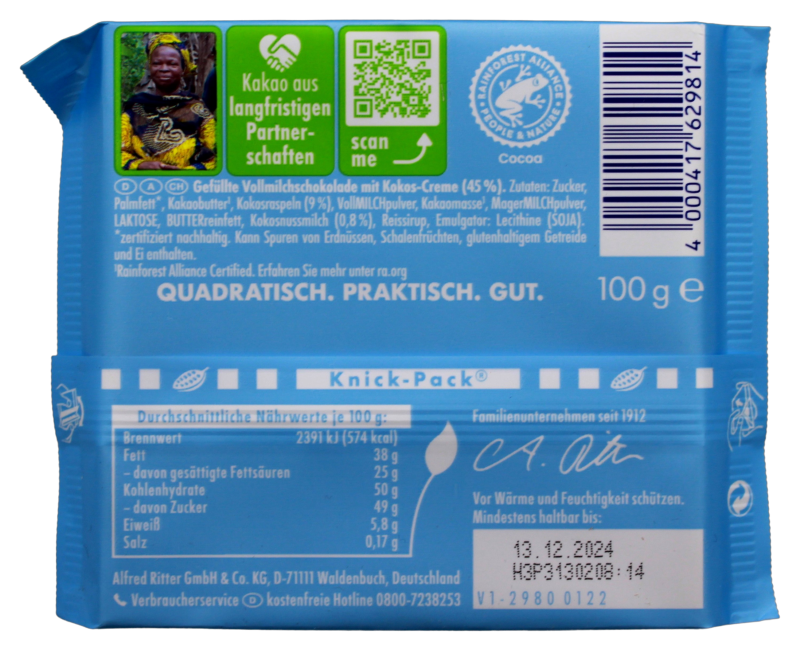 Kakao aus
langfristigen
Partner-
schaften
scan
me
RAINFOREST ALLIANCE
PEOPLE & NATURE
Cocoa
4 000417 629814
D A CH Gefüllte Vollmilchschokolade mit Kokos-Creme (45 %). Zutaten: Zucker,
Palmfett*, Kakaobutter¹, Kokosraspeln (9 %), VollMILCHpulver, Kakaomasse¹, MagerMILCHpulver,
LAKTOSE, BUTTERreinfett, Kokosnussmilch (0,8 %), Reissirup, Emulgator: Lecithine (SOJA).
*zertifiziert nachhaltig. Kann Spuren von Erdnüssen, Schalenfrüchten, glutenhaltigem Getreide
und Ei enthalten.
¹Rainforest Alliance Certified. Erfahren Sie mehr unter ra.org
QUADRATISCH. PRAKTISCH. GUT.
100 g e
Knick-Pack®
Durchschnittliche Nährwerte je 100 g:
Brennwert 2391 kJ (574 kcal)
Fett 38 g
– davon gesättigte Fettsäuren 25 g
Kohlenhydrate 50 g
– davon Zucker 49 g
Eiweiß 5,8 g
Salz 0,17 g
Familienunternehmen seit 1912
Vor Wärme und Feuchtigkeit schützen.
Mindestens haltbar bis:
13.12.2024
H3P3130208:14
V1-2980 0122
Alfred Ritter GmbH & Co. KG, D-71111 Waldenbuch, Deutschland
Verbraucherservice D kostenfreie Hotline 0800-7238253